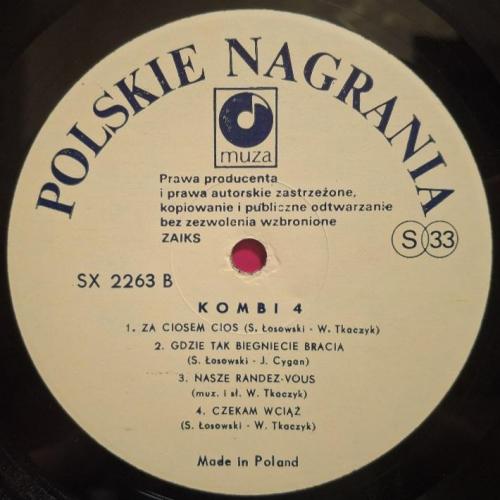 POLSKIE NAGRANIA
muza
Prawa producenta
i prawa autorskie zastrzeżone,
kopiowanie i publiczne odtwarzanie
bez zezwolenia wzbronione
ZAIKS
S 33
SX 2263 B
KOMBI 4
1. ZA CIOSEM CIOS (S. Łosowski - W. Tkaczyk)
2. GDZIE TAK BIEGNIECIE BRACIA
(S. Łosowski - J. Cygan)
3. NASZE RANDEZ-VOUS
(muz. i sł. W. Tkaczyk)
4. CZEKAM WCIĄŻ
(S. Łosowski - W. Tkaczyk)
Made in Poland